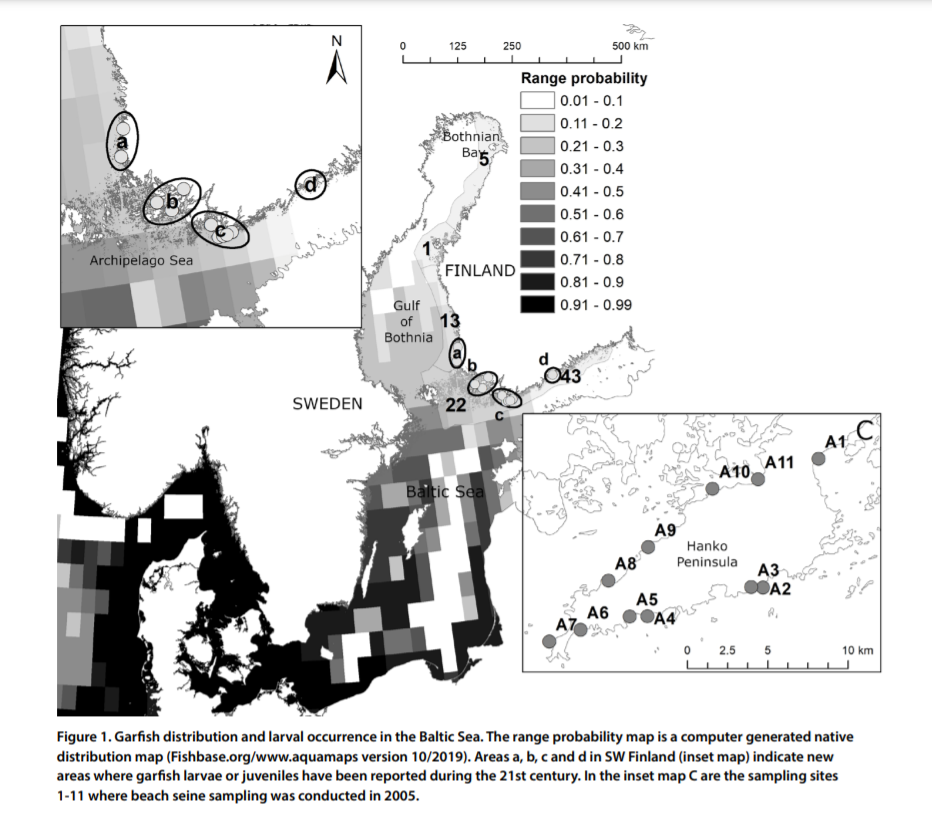 N
a
b
c
d
Archipelago Sea
0 125 250 500 km
Range probability
0.01 - 0.1
0.11 - 0.2
0.21 - 0.3
0.31 - 0.4
0.41 - 0.5
0.51 - 0.6
0.61 - 0.7
0.71 - 0.8
0.81 - 0.9
0.91 - 0.99
Bothnian
Bay
5
1
FINLAND
Gulf
of
Bothnia
13
a
b
d
43
SWEDEN
22
c
Baltic Sea
C
A1
A11
A10
A9
Hanko
Peninsula
A8
A3
A2
A5
A6
A4
A7
0 2.5 5 10 km
Figure 1. Garfish distribution and larval occurrence in the Baltic Sea. The range probability map is a computer generated native
distribution map (Fishbase.org/www.aquamaps version 10/2019). Areas a, b, c and d in SW Finland (inset map) indicate new
areas where garfish larvae or juveniles have been reported during the 21st century. In the inset map C are the sampling sites
1-11 where beach seine sampling was conducted in 2005.